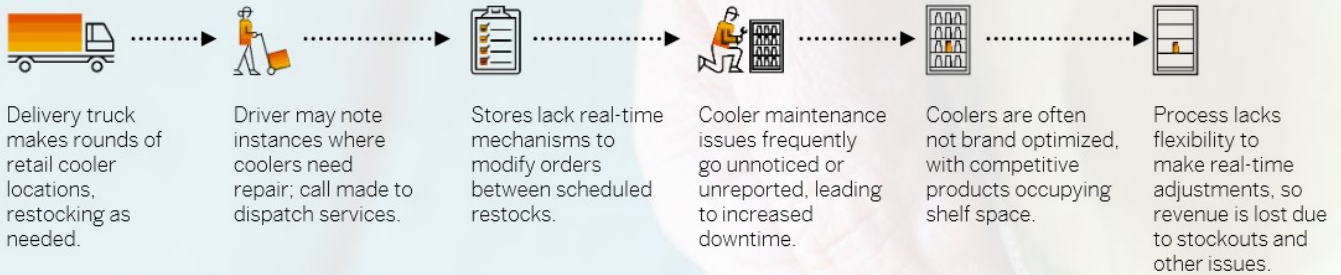 Delivery truck
makes rounds of
retail cooler
locations,
restocking as
needed.
Driver may note
instances where
coolers need
repair; call made to
dispatch services.
Stores lack real-time
mechanisms to
modify orders
between scheduled
restocks.
Cooler maintenance
issues frequently
go unnoticed or
unreported, leading
to increased
downtime.
Coolers are often
not brand optimized,
with competitive
products occupying
shelf space.
Process lacks
flexibility to
make real-time
adjustments, so
revenue is lost due
to stockouts and
other issues.